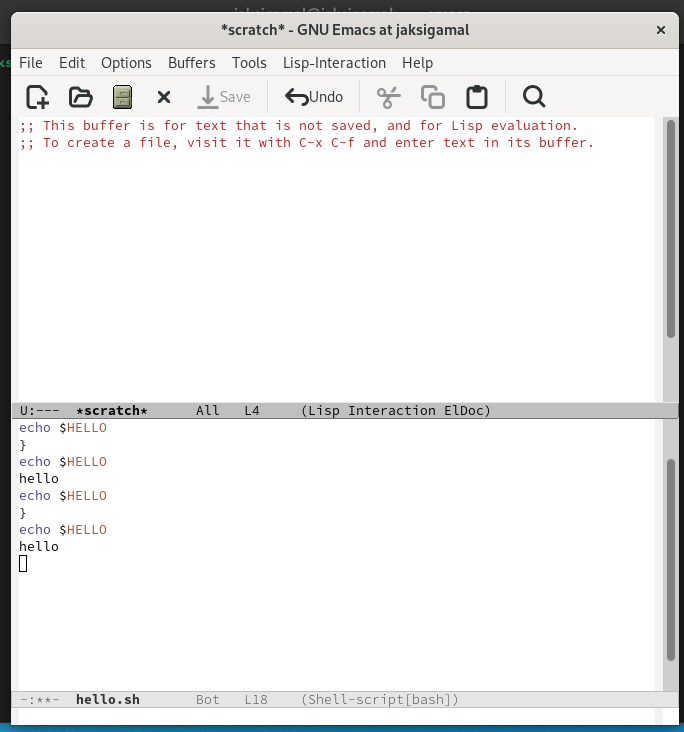 *scratch* - GNU Emacs at jaksigamal
File Edit Options Buffers Tools Lisp-Interaction Help
Save Undo
;; This buffer is for text that is not saved, and for Lisp evaluation.
;; To create a file, visit it with C-x C-f and enter text in its buffer.
U:--- *scratch* All L4 (Lisp Interaction ElDoc)
echo $HELLO
}
echo $HELLO
hello
echo $HELLO
}
echo $HELLO
hello
-:**- hello.sh Bot L18 (Shell-script[bash])